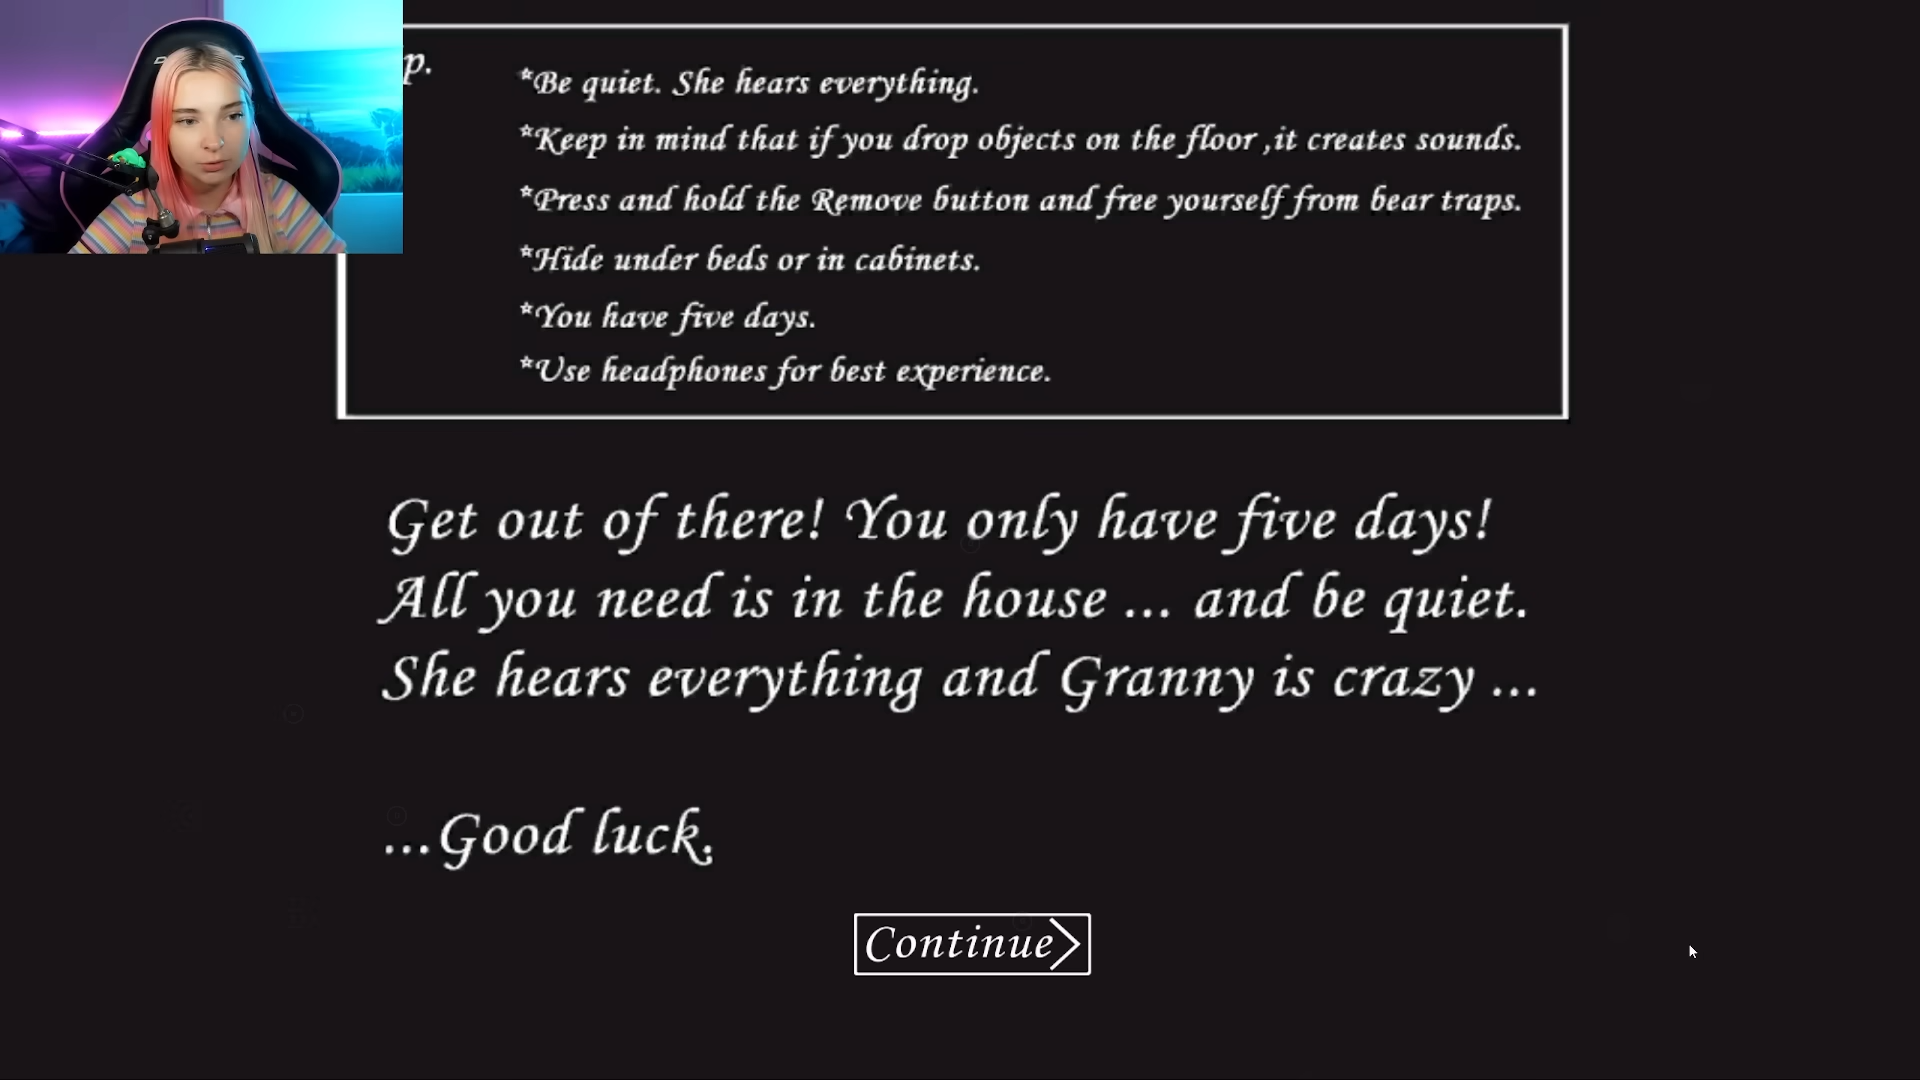 p.
*Be quiet. She hears everything.
*Keep in mind that if you drop objects on the floor ,it creates sounds.
*Press and hold the Remove button and free yourself from bear traps.
*Hide under beds or in cabinets.
*You have five days.
*Use headphones for best experience.
Get out of there! You only have five days!
All you need is in the house ... and be quiet.
She hears everything and Granny is crazy ...
...Good luck.
Continue>